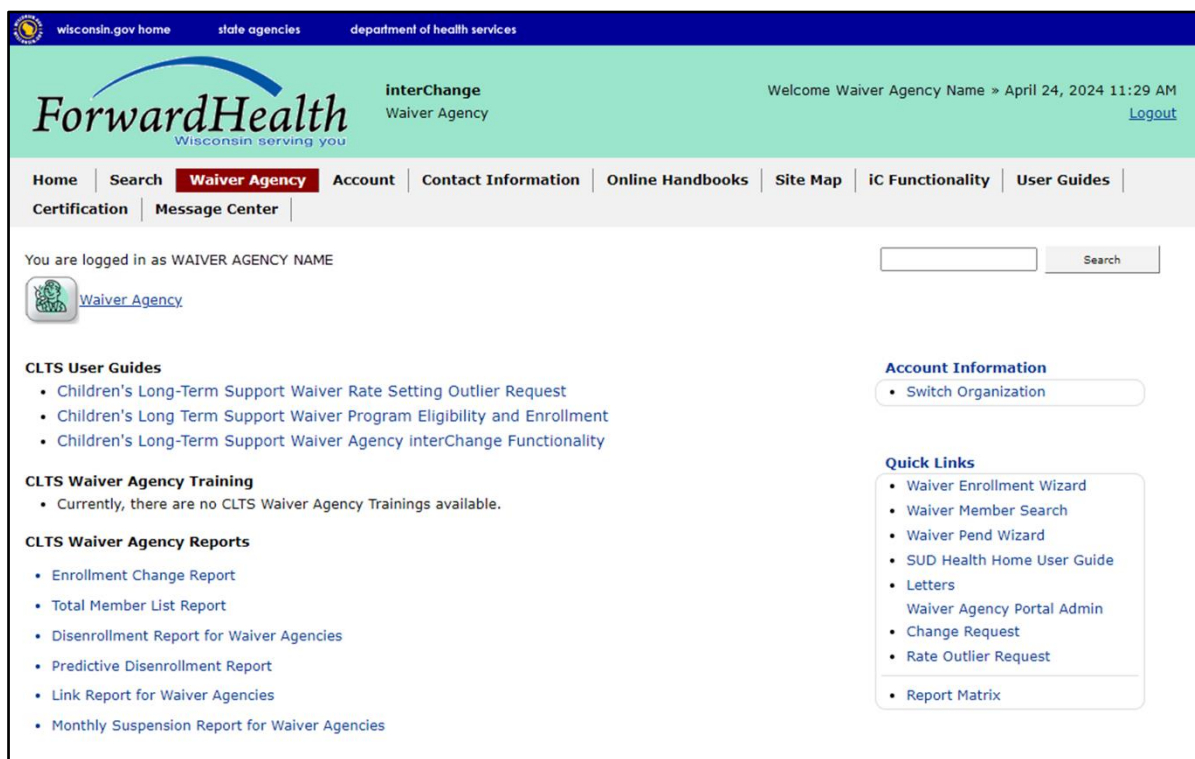 wisconsin.gov home state agencies department of health services
ForwardHealth
Wisconsin serving you
interChange
Waiver Agency
Welcome Waiver Agency Name » April 24, 2024 11:29 AM
Logout
Home Search Waiver Agency Account Contact Information Online Handbooks Site Map iC Functionality User Guides
Certification Message Center
You are logged in as WAIVER AGENCY NAME
Search
Waiver Agency
CLTS User Guides
• Children's Long-Term Support Waiver Rate Setting Outlier Request
• Children's Long Term Support Waiver Program Eligibility and Enrollment
• Children's Long-Term Support Waiver Agency interChange Functionality
CLTS Waiver Agency Training
• Currently, there are no CLTS Waiver Agency Trainings available.
CLTS Waiver Agency Reports
• Enrollment Change Report
• Total Member List Report
• Disenrollment Report for Waiver Agencies
• Predictive Disenrollment Report
• Link Report for Waiver Agencies
• Monthly Suspension Report for Waiver Agencies
Account Information
• Switch Organization
Quick Links
• Waiver Enrollment Wizard
• Waiver Member Search
• Waiver Pend Wizard
• SUD Health Home User Guide
• Letters
Waiver Agency Portal Admin
• Change Request
• Rate Outlier Request
• Report Matrix